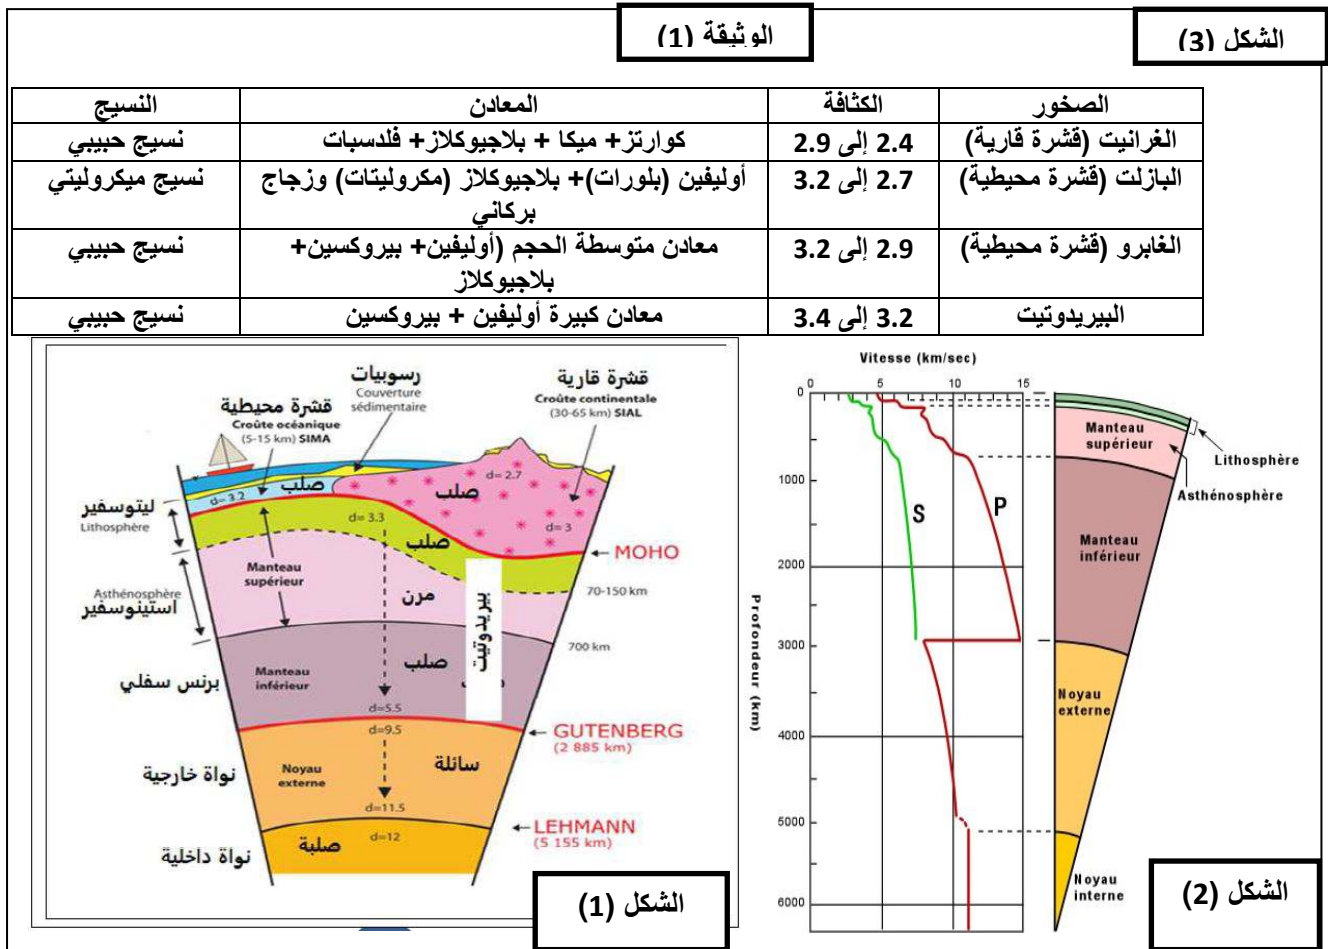 الوثيقة (1)
الشكل (3)
الصخور
الكثافة
المعادن
النسيج
الغرانيت (قشرة قارية)
2.4 إلى 2.9
كوارتز+ ميكا + بلاجيوكلاز+ فلدسبات
نسيج حبيبي
البازلت (قشرة محيطية)
2.7 إلى 3.2
أوليفين (بلورات)+ بلاجيوكلاز (مكروليتات) وزجاج
بركاني
نسيج ميكروليتي
الغابرو (قشرة محيطية)
2.9 إلى 3.2
معادن متوسطة الحجم (أوليفين+ بيروكسين+
بلاجيوكلاز
نسيج حبيبي
البيريدوتيت
3.2 إلى 3.4
معادن كبيرة أوليفين + بيروكسين
نسيج حبيبي
رسوبيات
Couverture
sédimentaire
قشرة قارية
Croûte continentale
(30-65 km) SIAL
قشرة محيطية
Croûte océanique
(5-15 km) SIMA
صلب
d= 3.2
d= 2.7
صلب
ليتوسفير
Lithosphère
d= 3.3
d= 3
صلب
MOHO
Manteau
supérieur
70-150 km
Asthénosphère
استينوسفير
مرن
بيريدوتيت
700 km
صلب
برنس سفلي
Manteau
inférieur
d=5.5
d=9.5
GUTENBERG
(2 885 km)
سائلة
نواة خارجية
Noyau
externe
d=11.5
LEHMANN
(5 155 km)
d=12
صلبة
نواة داخلية
الشكل (1)
Vitesse (km/sec)
0 5 10 15
0
1000
2000
3000
4000
5000
6000
Profondeur (km)
S
P
Manteau
supérieur
Lithosphère
Asthénosphère
Manteau
inférieur
Noyau
externe
Noyau
interne
الشكل (2)